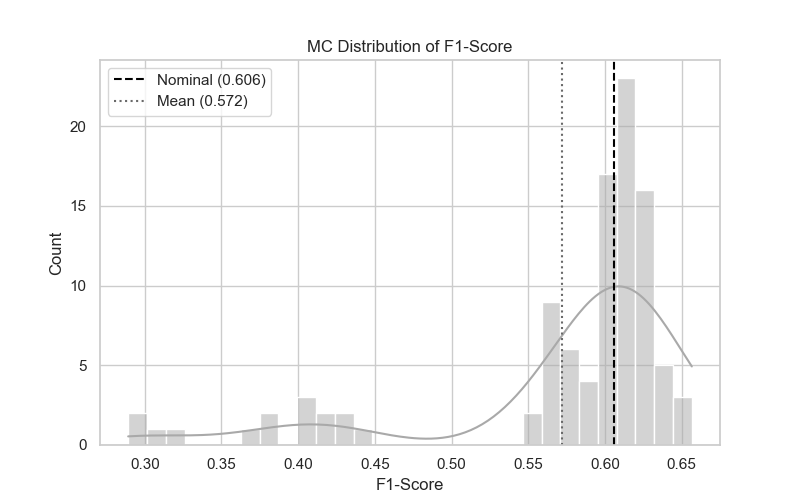 MC Distribution of F1-Score
Nominal (0.606)
Mean (0.572)
Count
20
15
10
5
0
0.30 0.35 0.40 0.45 0.50 0.55 0.60 0.65
F1-Score